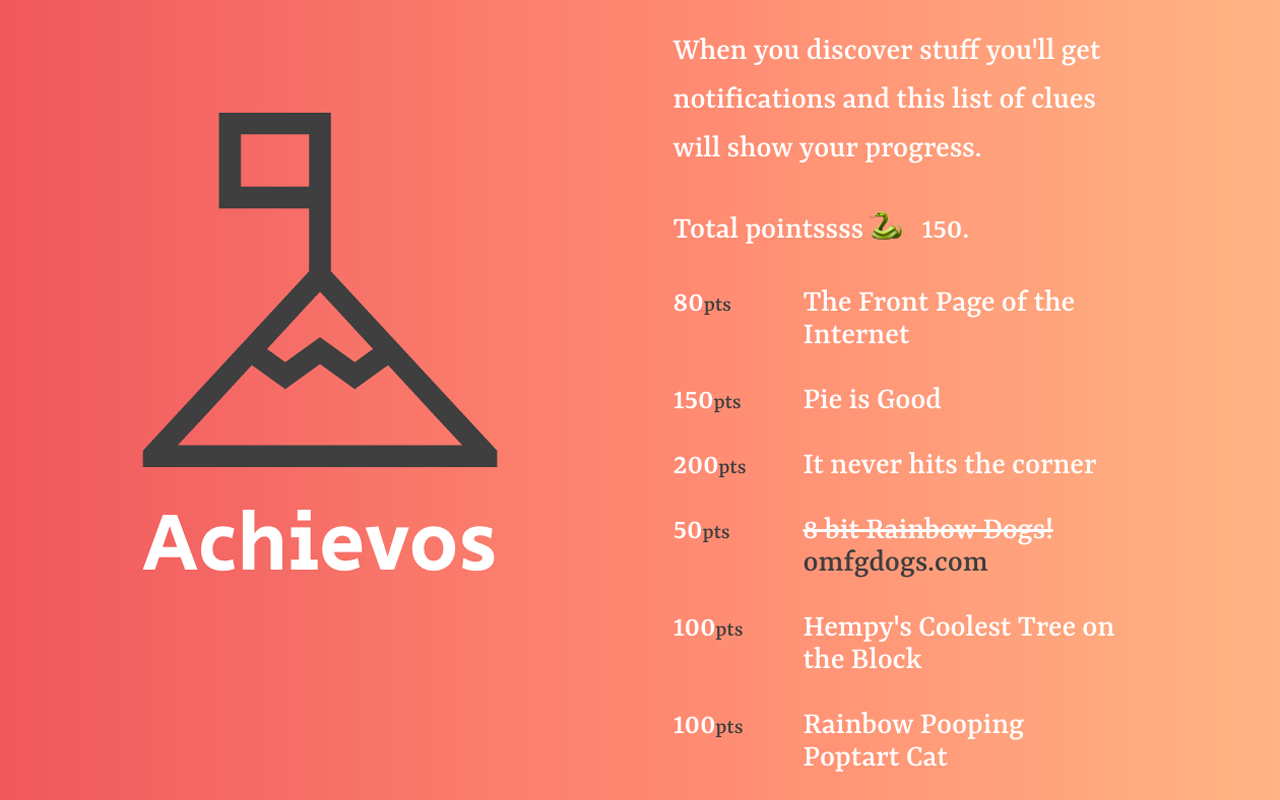 Achievos
When you discover stuff you'll get
notifications and this list of clues
will show your progress.
Total pointssss 🐍 150.
80pts The Front Page of the
Internet
150pts Pie is Good
200pts It never hits the corner
50pts 8 bit Rainbow Dogs!
omfgdogs.com
100pts Hempy's Coolest Tree on
the Block
100pts Rainbow Pooping
Poptart Cat